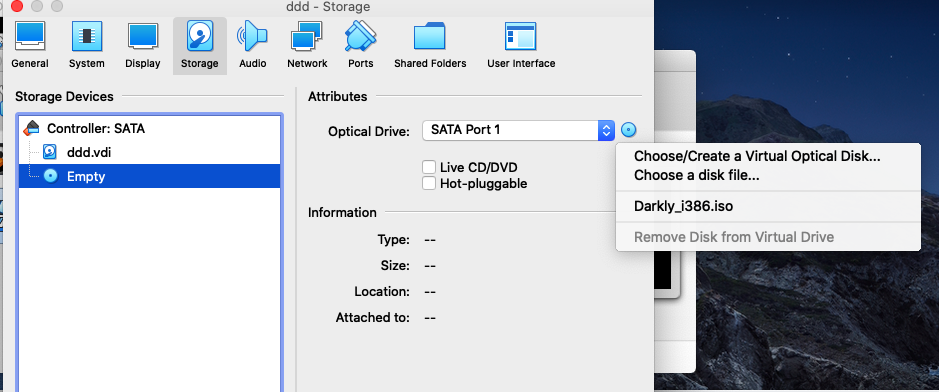 ddd - Storage
General System Display Storage Audio Network Ports Shared Folders User Interface
Storage Devices
Controller: SATA
ddd.vdi
Empty
Attributes
Optical Drive: SATA Port 1
Live CD/DVD
Hot-pluggable
Information
Type: --
Size: --
Location: --
Attached to: --
Choose/Create a Virtual Optical Disk...
Choose a disk file...
Darkly_i386.iso
Remove Disk from Virtual Drive